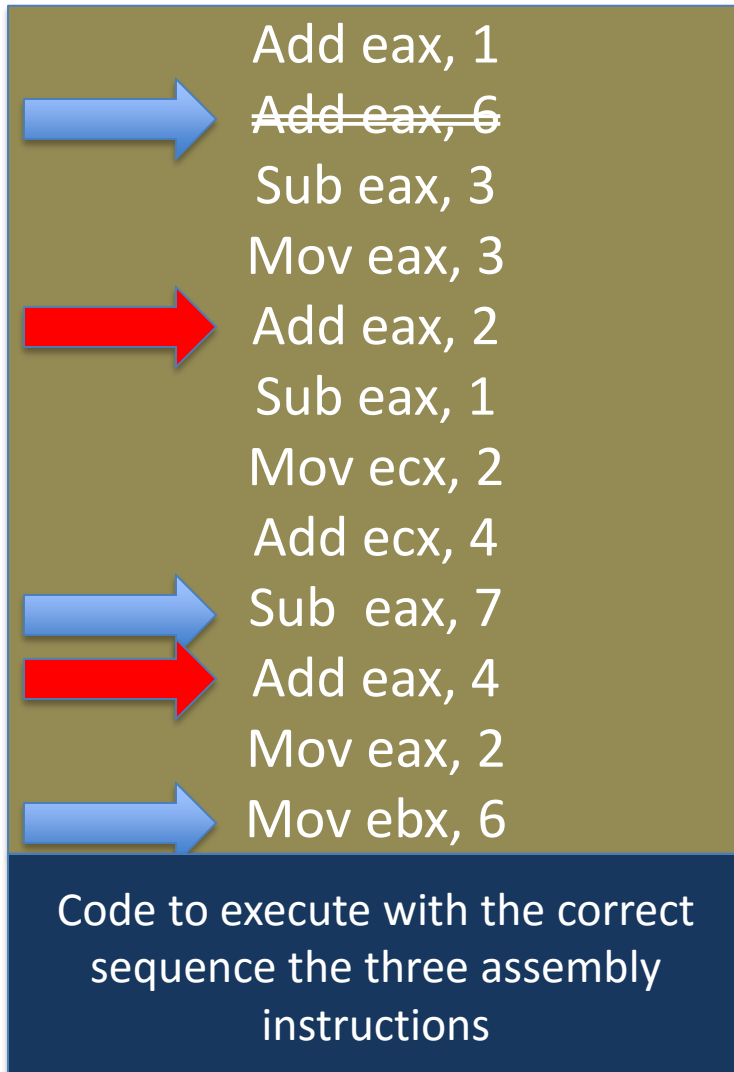 Add eax, 1
Add eax, 6
Sub eax, 3
Mov eax, 3
Add eax, 2
Sub eax, 1
Mov ecx, 2
Add ecx, 4
Sub  eax, 7
Add eax, 4
Mov eax, 2
Mov ebx, 6
Code to execute with the correct
sequence the three assembly
instructions